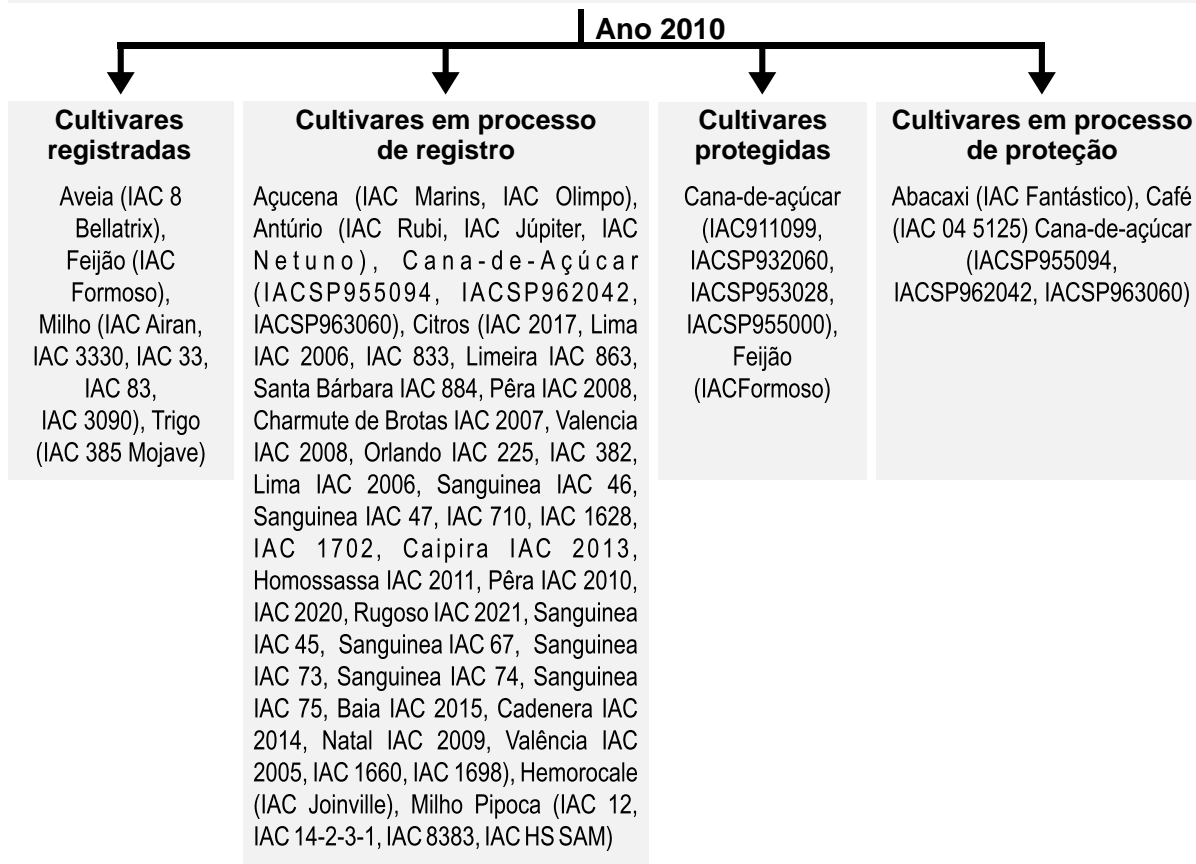 Ano 2010
Cultivares
registradas
Aveia (IAC 8
Bellatrix),
Feijão (IAC
Formoso),
Milho (IAC Airan,
IAC 3330, IAC 33,
IAC 83,
IAC 3090), Trigo
(IAC 385 Mojave)
Cultivares em processo
de registro
Açucena (IAC Marins, IAC Olimpo),
Antúrio (IAC Rubi, IAC Júpiter, IAC
Netuno), Cana-de-Açúcar
(IACSP955094, IACSP962042,
IACSP963060), Citros (IAC 2017, Lima
IAC 2006, IAC 833, Limeira IAC 863,
Santa Bárbara IAC 884, Pêra IAC 2008,
Charmute de Brotas IAC 2007, Valencia
IAC 2008, Orlando IAC 225, IAC 382,
Lima IAC 2006, Sanguinea IAC 46,
Sanguinea IAC 47, IAC 710, IAC 1628,
IAC 1702, Caipira IAC 2013,
Homossassa IAC 2011, Pêra IAC 2010,
IAC 2020, Rugoso IAC 2021, Sanguinea
IAC 45, Sanguinea IAC 67, Sanguinea
IAC 73, Sanguinea IAC 74, Sanguinea
IAC 75, Baia IAC 2015, Cadenera IAC
2014, Natal IAC 2009, Valência IAC
2005, IAC 1660, IAC 1698), Hemorocale
(IAC Joinville), Milho Pipoca (IAC 12,
IAC 14-2-3-1, IAC 8383, IAC HS SAM)
Cultivares
protegidas
Cana-de-açúcar
(IAC911099,
IACSP932060,
IACSP953028,
IACSP955000),
Feijão
(IACFormoso)
Cultivares em processo
de proteção
Abacaxi (IAC Fantástico), Café
(IAC 04 5125) Cana-de-açúcar
(IACSP955094,
IACSP962042, IACSP963060)